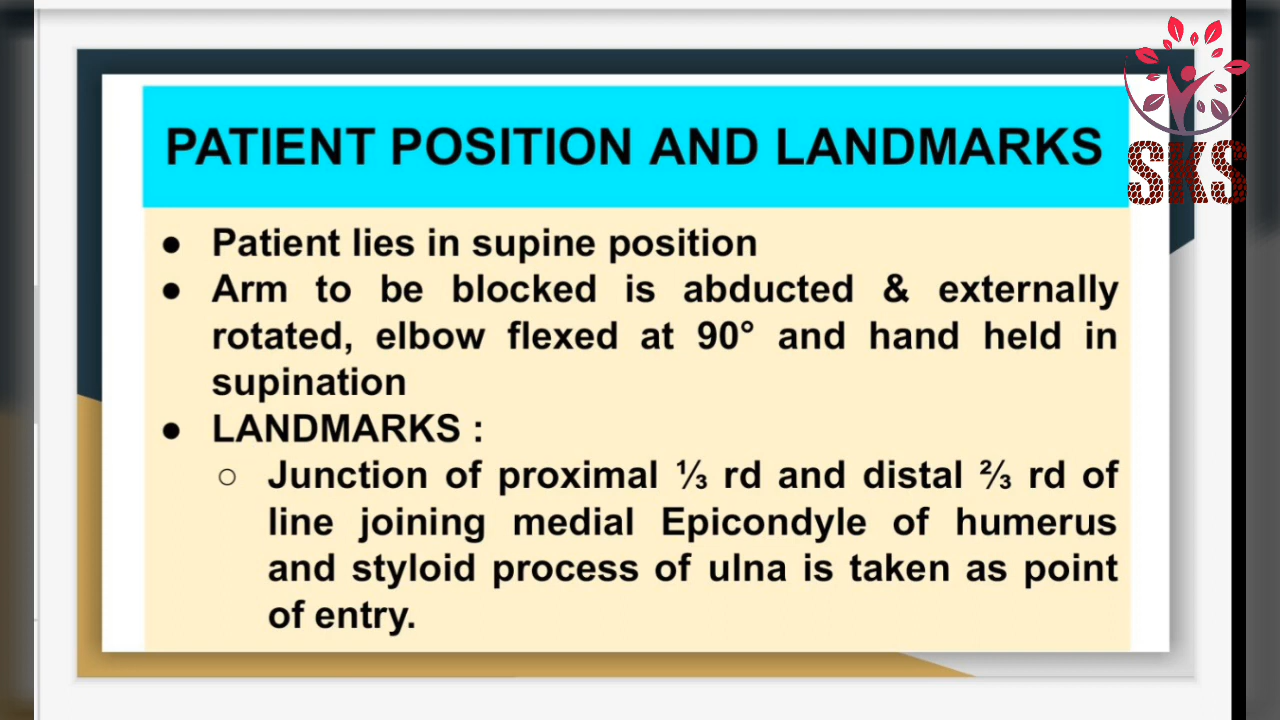 PATIENT POSITION AND LANDMARKS
SKS
● Patient lies in supine position
● Arm to be blocked is abducted & externally
rotated, elbow flexed at 90° and hand held in
supination
● LANDMARKS :
○ Junction of proximal ⅓ rd and distal ⅔ rd of
line joining medial Epicondyle of humerus
and styloid process of ulna is taken as point
of entry.